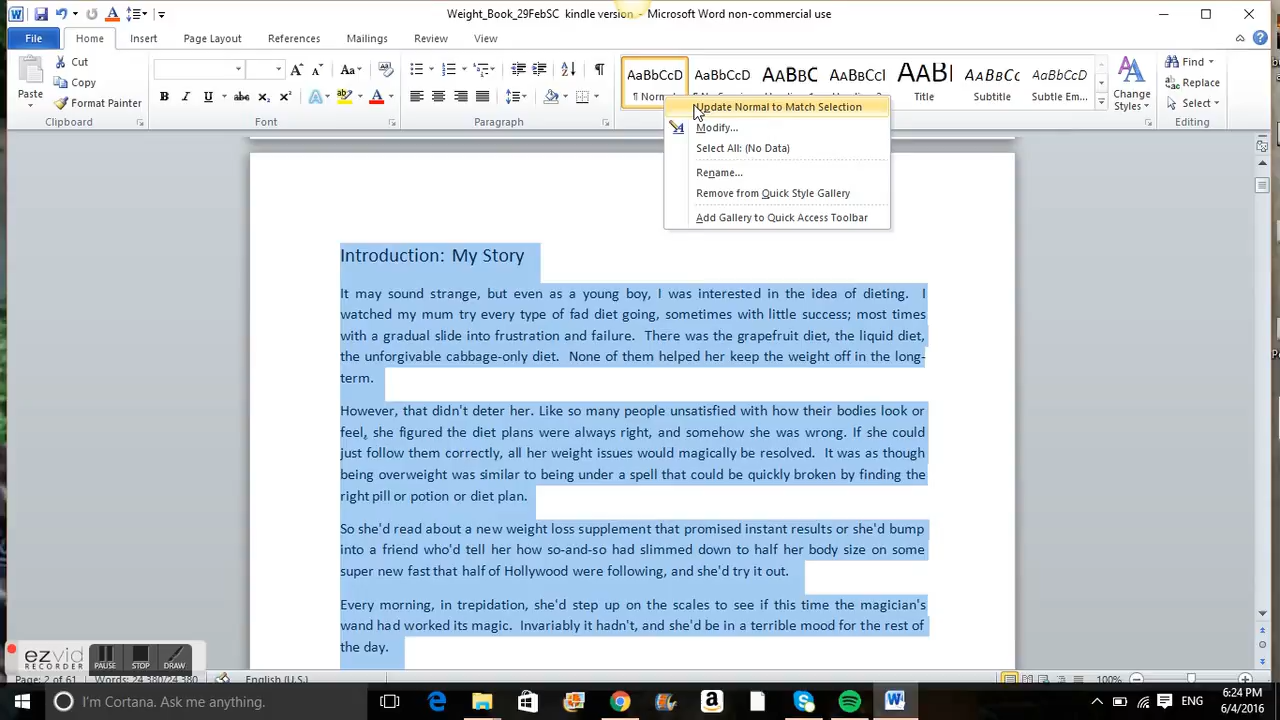 Weight_Book_29FebSC kindle version - Microsoft Word non-commercial use
File Home Insert Page Layout References Mailings Review View
Paste
Cut
Copy
Format Painter
Clipboard
B I U abc
Aa
Font
Paragraph
AaBbCcD AaBbCcD AaBbC AaBbCcI AaBb AaBbCc AaBbCcD
Title Subtitle Subtle Em...
Change Styles
Find
Replace
Select
Editing
Update Normal to Match Selection
Modify...
Select All: (No Data)
Rename...
Remove from Quick Style Gallery
Add Gallery to Quick Access Toolbar
Introduction: My Story
It may sound strange, but even as a young boy, I was interested in the idea of dieting. I
watched my mum try every type of fad diet going, sometimes with little success; most times
with a gradual slide into frustration and failure. There was the grapefruit diet, the liquid diet,
the unforgivable cabbage-only diet. None of them helped her keep the weight off in the long-
term.
However, that didn't deter her. Like so many people unsatisfied with how their bodies look or
feel, she figured the diet plans were always right, and somehow she was wrong. If she could
just follow them correctly, all her weight issues would magically be resolved. It was as though
being overweight was similar to being under a spell that could be quickly broken by finding the
right pill or potion or diet plan.
So she'd read about a new weight loss supplement that promised instant results or she'd bump
into a friend who'd tell her how so-and-so had slimmed down to half her body size on some
super new fast that half of Hollywood were following, and she'd try it out.
Every morning, in trepidation, she'd step up on the scales to see if this time the magician's
wand had worked its magic. Invariably it hadn't, and she'd be in a terrible mood for the rest of
the day.
ezvid
RECORDER
PAUSE STOP DRAW
Page: 2 of 61 Words: 24,380/24,380 English (U.S.) 100%
I'm Cortana. Ask me anything.
ENG
6:24 PM
6/4/2016